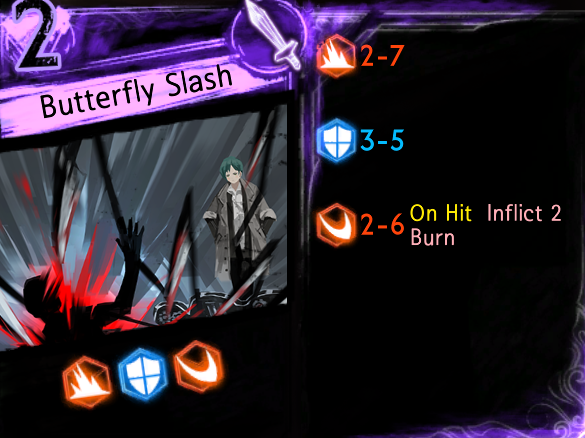 2
Butterfly Slash
2-7
3-5
2-6 On Hit Inflict 2
Burn